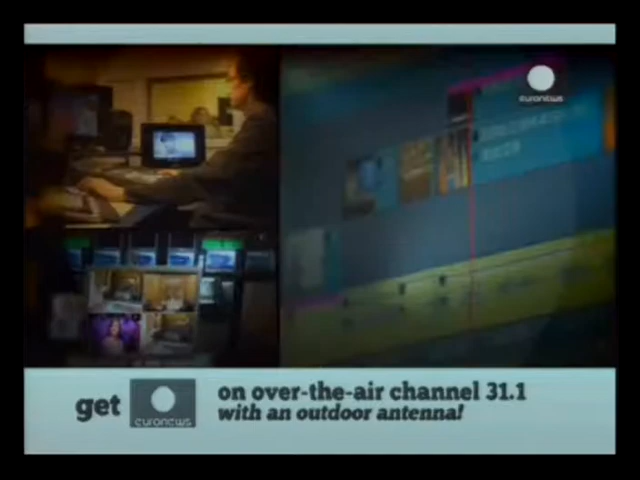 euronews
get euronews on over-the-air channel 31.1
with an outdoor antenna!